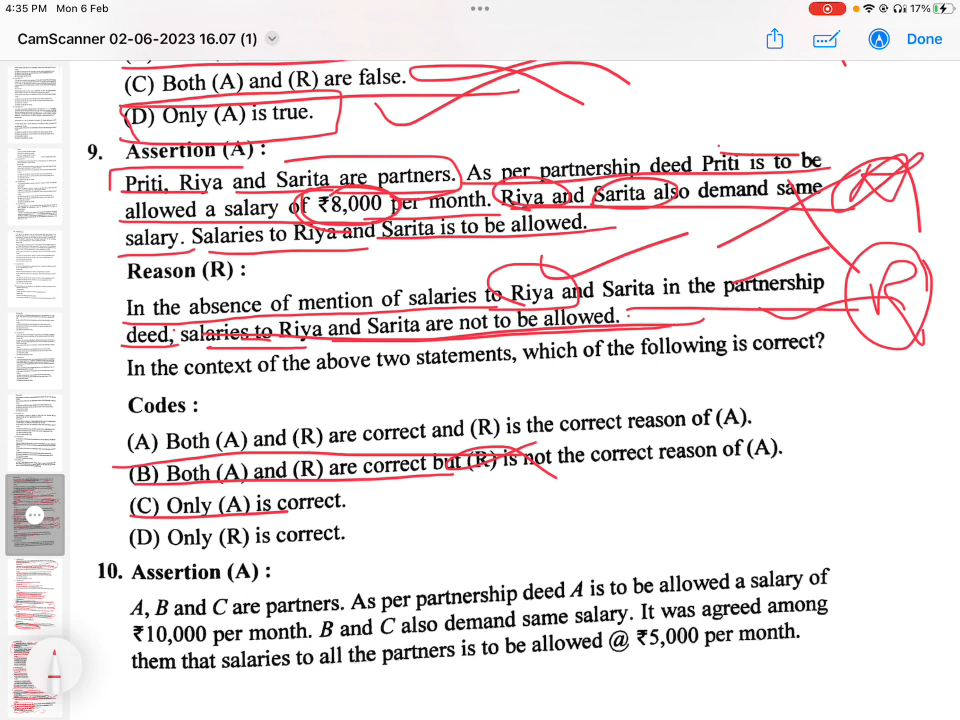 4:35 PM Mon 6 Feb
17%
CamScanner 02-06-2023 16.07 (1)
Done
(C) Both (A) and (R) are false.
(D) Only (A) is true.
9. Assertion (A) :
Priti, Riya and Sarita are partners. As per partnership deed Priti is to be
allowed a salary of ₹8,000 per month. Riya and Sarita also demand same
salary. Salaries to Riya and Sarita is to be allowed.
Reason (R) :
In the absence of mention of salaries to Riya and Sarita in the partnership
deed, salaries to Riya and Sarita are not to be allowed.
In the context of the above two statements, which of the following is correct?
Codes :
(A) Both (A) and (R) are correct and (R) is the correct reason of (A).
(B) Both (A) and (R) are correct but (R) is not the correct reason of (A).
(C) Only (A) is correct.
(D) Only (R) is correct.
10. Assertion (A) :
A, B and C are partners. As per partnership deed A is to be allowed a salary of
₹10,000 per month. B and C also demand same salary. It was agreed among
them that salaries to all the partners is to be allowed @ ₹5,000 per month.